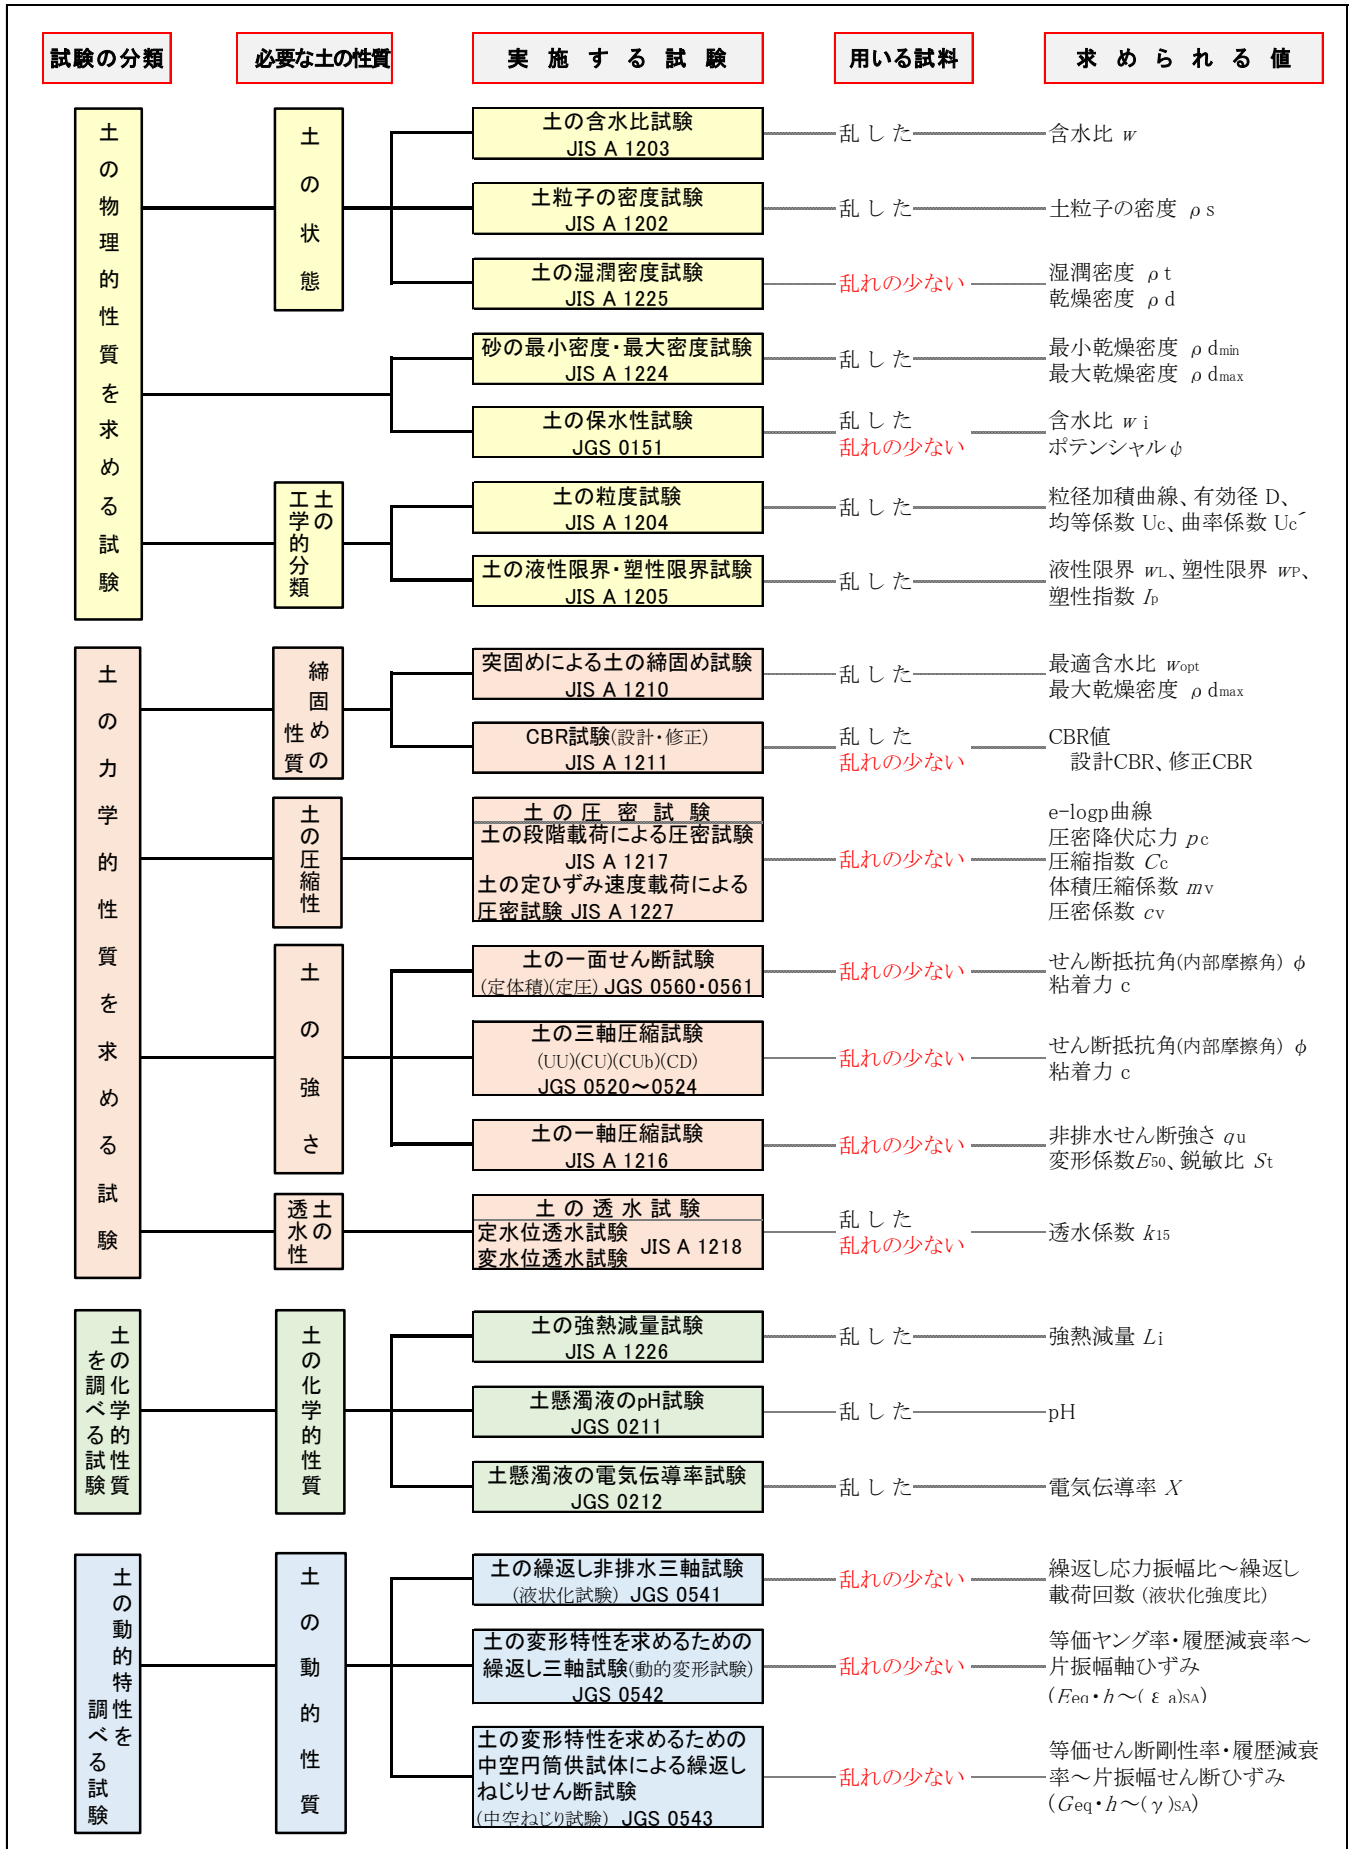 試験の分類
必要な土の性質
実施する試験
用いる試料
求められる値
土の物理的性質を求める試験
土の状態
土の含水比試験
JIS A 1203
乱した
含水比 w
土粒子の密度試験
JIS A 1202
乱した
土粒子の密度 ρs
土の湿潤密度試験
JIS A 1225
乱れの少ない
湿潤密度 ρt
乾燥密度 ρd
砂の最小密度・最大密度試験
JIS A 1224
乱した
最小乾燥密度 ρdmin
最大乾燥密度 ρdmax
土の保水性試験
JGS 0151
乱した
乱れの少ない
含水比 w i
ポテンシャルφ
土の
工学的分類
土の粒度試験
JIS A 1204
乱した
粒径加積曲線、有効径 D、
均等係数 Uc、曲率係数 Uc´
土の液性限界・塑性限界試験
JIS A 1205
乱した
液性限界 wL、塑性限界 wP、
塑性指数 Ip
土の力学的性質を求める試験
締固めの
性質
突固めによる土の締固め試験
JIS A 1210
乱した
最適含水比 wopt
最大乾燥密度 ρdmax
CBR試験(設計・修正)
JIS A 1211
乱した
乱れの少ない
CBR値
設計CBR、修正CBR
土の圧縮性
土の圧密試験
土の段階載荷による圧密試験
JIS A 1217
土の定ひずみ速度載荷による
圧密試験 JIS A 1227
乱れの少ない
e-logp曲線
圧密降伏応力 pc
圧縮指数 Cc
体積圧縮係数 mv
圧密係数 cv
土の強さ
土の一面せん断試験
(定体積)(定圧) JGS 0560・0561
乱れの少ない
せん断抵抗角(内部摩擦角) φ
粘着力 c
土の三軸圧縮試験
(UU)(CU)(CUb)(CD)
JGS 0520～0524
乱れの少ない
せん断抵抗角(内部摩擦角) φ
粘着力 c
土の一軸圧縮試験
JIS A 1216
乱れの少ない
非排水せん断強さ qu
変形係数E50、鋭敏比 St
土の
透水性
土の透水試験
定水位透水試験
変水位透水試験
JIS A 1218
乱した
乱れの少ない
透水係数 k15
土の化学的性質
を調べる試験
土の化学的性質
土の強熱減量試験
JIS A 1226
乱した
強熱減量 Li
土懸濁液のpH試験
JGS 0211
乱した
pH
土懸濁液の電気伝導率試験
JGS 0212
乱した
電気伝導率 X
土の動的特性を
調べる試験
土の動的性質
土の繰返し非排水三軸試験
(液状化試験) JGS 0541
乱れの少ない
繰返し応力振幅比～繰返し
載荷回数 (液状化強度比)
土の変形特性を求めるための
繰返し三軸試験(動的変形試験)
JGS 0542
乱れの少ない
等価ヤング率・履歴減衰率～
片振幅軸ひずみ
(Eeq・h～(εa)SA)
土の変形特性を求めるための
中空円筒供試体による繰返し
ねじりせん断試験
(中空ねじり試験) JGS 0543
乱れの少ない
等価せん断剛性率・履歴減衰
率～片振幅せん断ひずみ
(Geq・h～(γ)SA)